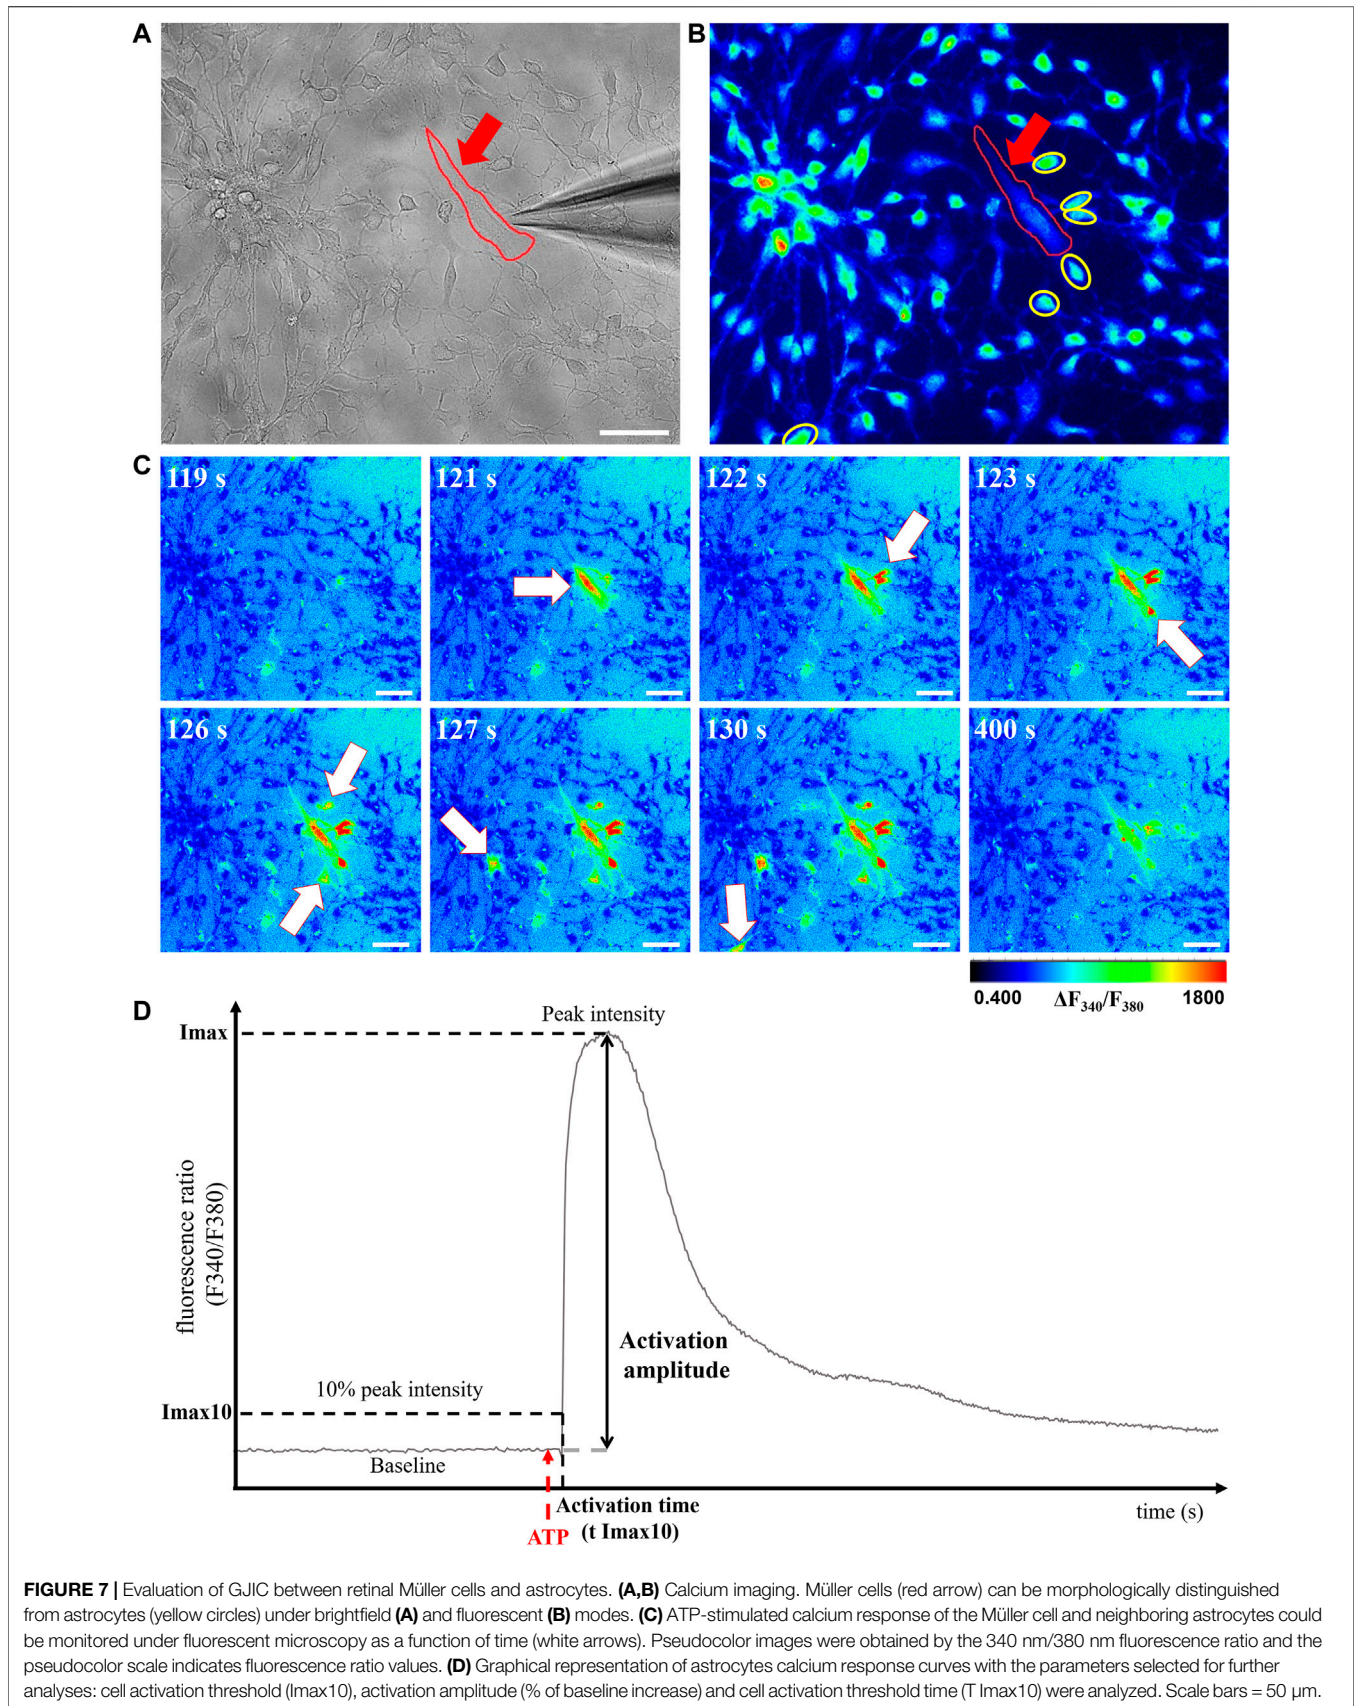 A
B
C
119 s
121 s
122 s
123 s
126 s
127 s
130 s
400 s
0.400 ΔF340/F380 1800
D
Imax
Peak intensity
fluorescence ratio
(F340/F380)
Activation
amplitude
10% peak intensity
Imax10
Baseline
Activation time
(t Imax10)
ATP
time (s)
FIGURE 7 | Evaluation of GJIC between retinal Müller cells and astrocytes. (A,B) Calcium imaging. Müller cells (red arrow) can be morphologically distinguished
from astrocytes (yellow circles) under brightfield (A) and fluorescent (B) modes. (C) ATP-stimulated calcium response of the Müller cell and neighboring astrocytes could
be monitored under fluorescent microscopy as a function of time (white arrows). Pseudocolor images were obtained by the 340 nm/380 nm fluorescence ratio and the
pseudocolor scale indicates fluorescence ratio values. (D) Graphical representation of astrocytes calcium response curves with the parameters selected for further
analyses: cell activation threshold (Imax10), activation amplitude (% of baseline increase) and cell activation threshold time (T Imax10) were analyzed. Scale bars = 50 µm.